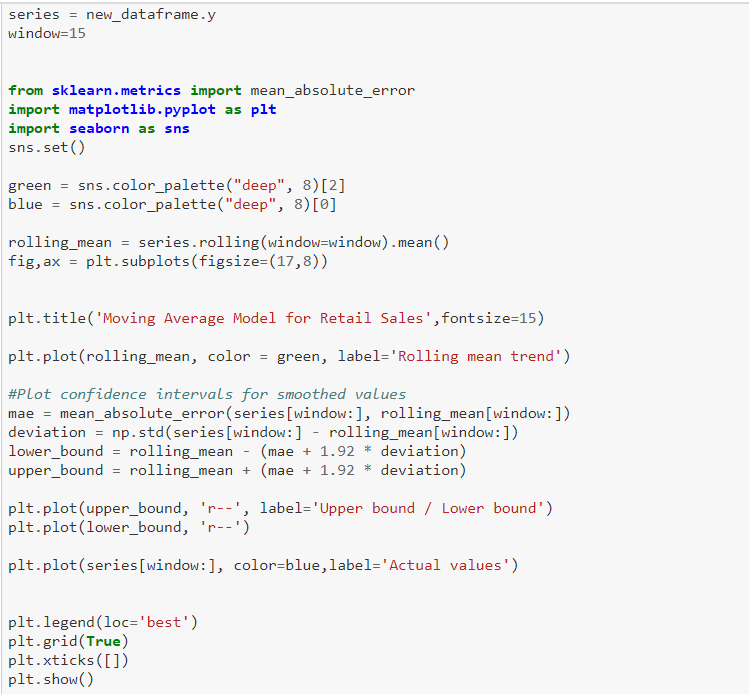 series = new_dataframe.y
window=15
from sklearn.metrics import mean_absolute_error
import matplotlib.pyplot as plt
import seaborn as sns
sns.set()
green = sns.color_palette("deep", 8)[2]
blue = sns.color_palette("deep", 8)[0]
rolling_mean = series.rolling(window=window).mean()
fig,ax = plt.subplots(figsize=(17,8))
plt.title('Moving Average Model for Retail Sales',fontsize=15)
plt.plot(rolling_mean, color = green, label='Rolling mean trend')
#Plot confidence intervals for smoothed values
mae = mean_absolute_error(series[window:], rolling_mean[window:])
deviation = np.std(series[window:] - rolling_mean[window:])
lower_bound = rolling_mean - (mae + 1.92 * deviation)
upper_bound = rolling_mean + (mae + 1.92 * deviation)
plt.plot(upper_bound, 'r--', label='Upper bound / Lower bound')
plt.plot(lower_bound, 'r--')
plt.plot(series[window:], color=blue,label='Actual values')
plt.legend(loc='best')
plt.grid(True)
plt.xticks([])
plt.show()